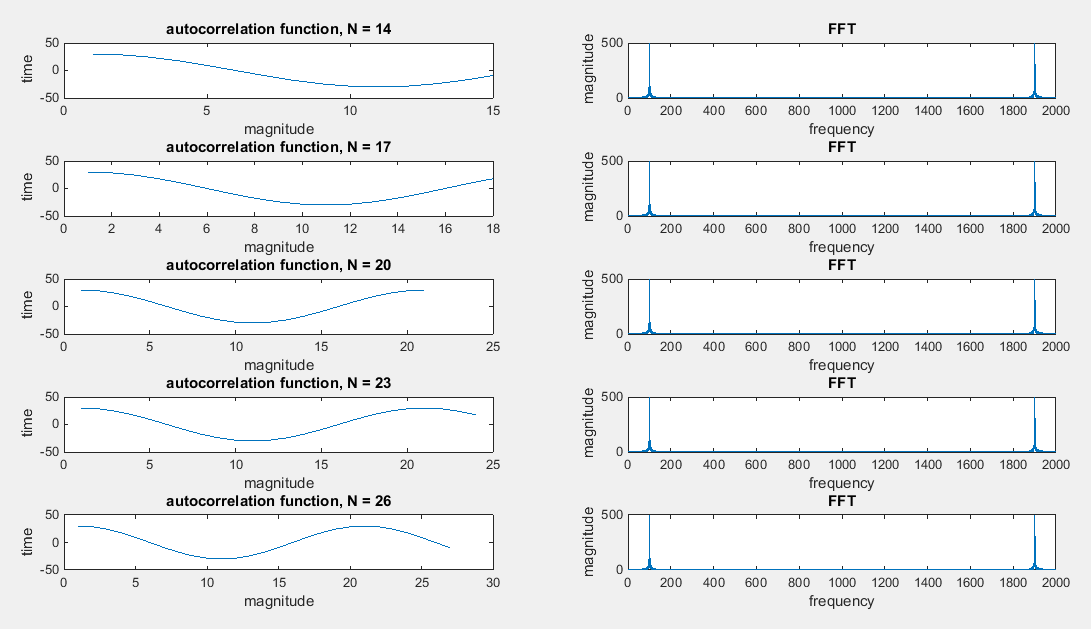 autocorrelation function, N = 14
50
0
-50
time
0 5 10 15
magnitude
FFT
500
0
magnitude
0 200 400 600 800 1000 1200 1400 1600 1800 2000
frequency
autocorrelation function, N = 17
50
0
-50
time
0 2 4 6 8 10 12 14 16 18
magnitude
FFT
500
0
magnitude
0 200 400 600 800 1000 1200 1400 1600 1800 2000
frequency
autocorrelation function, N = 20
50
0
-50
time
0 5 10 15 20 25
magnitude
FFT
500
0
magnitude
0 200 400 600 800 1000 1200 1400 1600 1800 2000
frequency
autocorrelation function, N = 23
50
0
-50
time
0 5 10 15 20 25
magnitude
FFT
500
0
magnitude
0 200 400 600 800 1000 1200 1400 1600 1800 2000
frequency
autocorrelation function, N = 26
50
0
-50
time
0 5 10 15 20 25 30
magnitude
FFT
500
0
magnitude
0 200 400 600 800 1000 1200 1400 1600 1800 2000
frequency